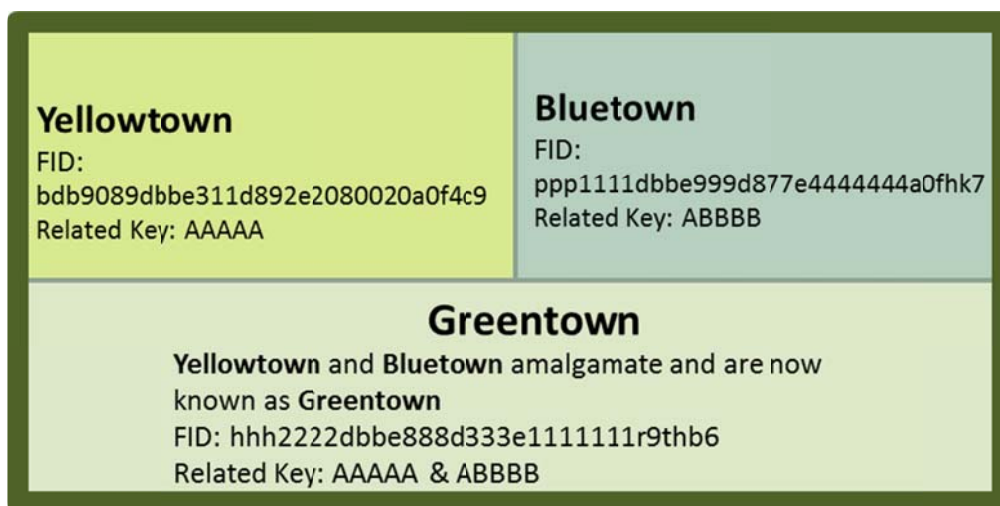 Yellowtown
FID:
bdb9089dbbe311d892e2080020a0f4c9
Related Key: AAAAA
Bluetown
FID:
ppp1111dbbe999d877e4444444a0fhk7
Related Key: ABBBB
Greentown
Yellowtown and Bluetown amalgamate and are now
known as Greentown
FID: hhh2222dbbe888d333e1111111r9thb6
Related Key: AAAAA & ABBBB